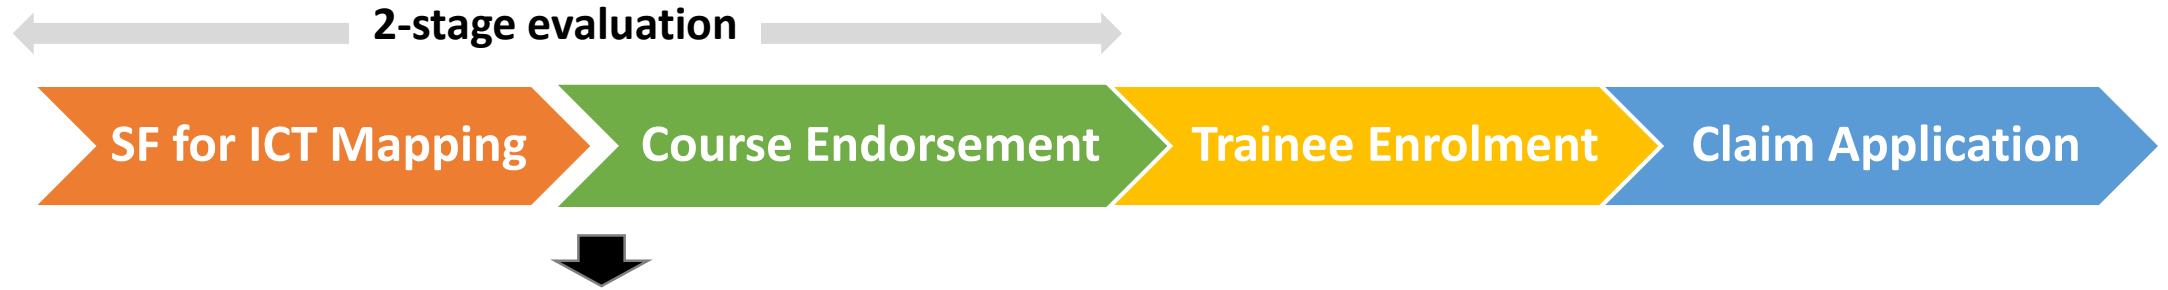 2-stage evaluation
SF for ICT Mapping
Course Endorsement
Trainee Enrolment
Claim Application